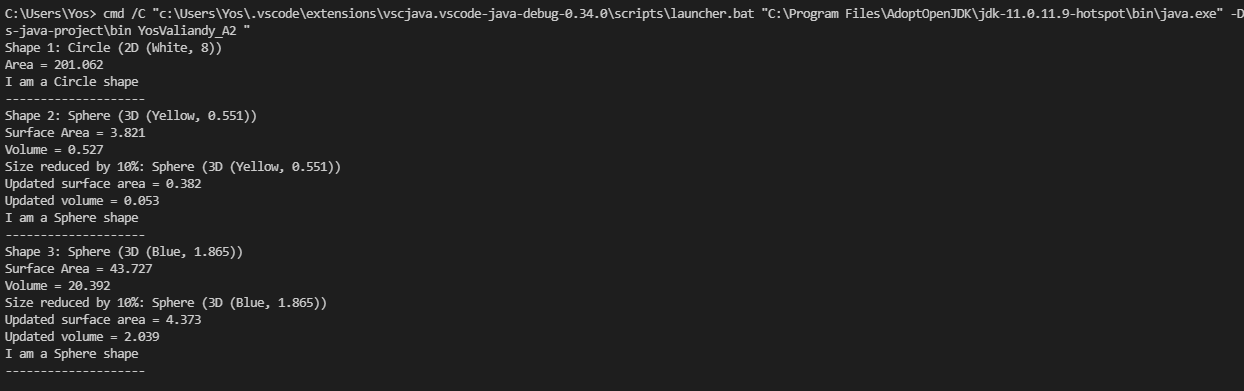 C:\Users\Yos> cmd /C "c:\Users\Yos\.vscode\extensions\vscjava.vscode-java-debug-0.34.0\scripts\launcher.bat "C:\Program Files\AdoptOpenJDK\jdk-11.0.11.9-hotspot\bin\java.exe" -D
s-java-project\bin YosValiandy_A2 "
Shape 1: Circle (2D (White, 8))
Area = 201.062
I am a Circle shape
--------------------
Shape 2: Sphere (3D (Yellow, 0.551))
Surface Area = 3.821
Volume = 0.527
Size reduced by 10%: Sphere (3D (Yellow, 0.551))
Updated surface area = 0.382
Updated volume = 0.053
I am a Sphere shape
--------------------
Shape 3: Sphere (3D (Blue, 1.865))
Surface Area = 43.727
Volume = 20.392
Size reduced by 10%: Sphere (3D (Blue, 1.865))
Updated surface area = 4.373
Updated volume = 2.039
I am a Sphere shape
--------------------